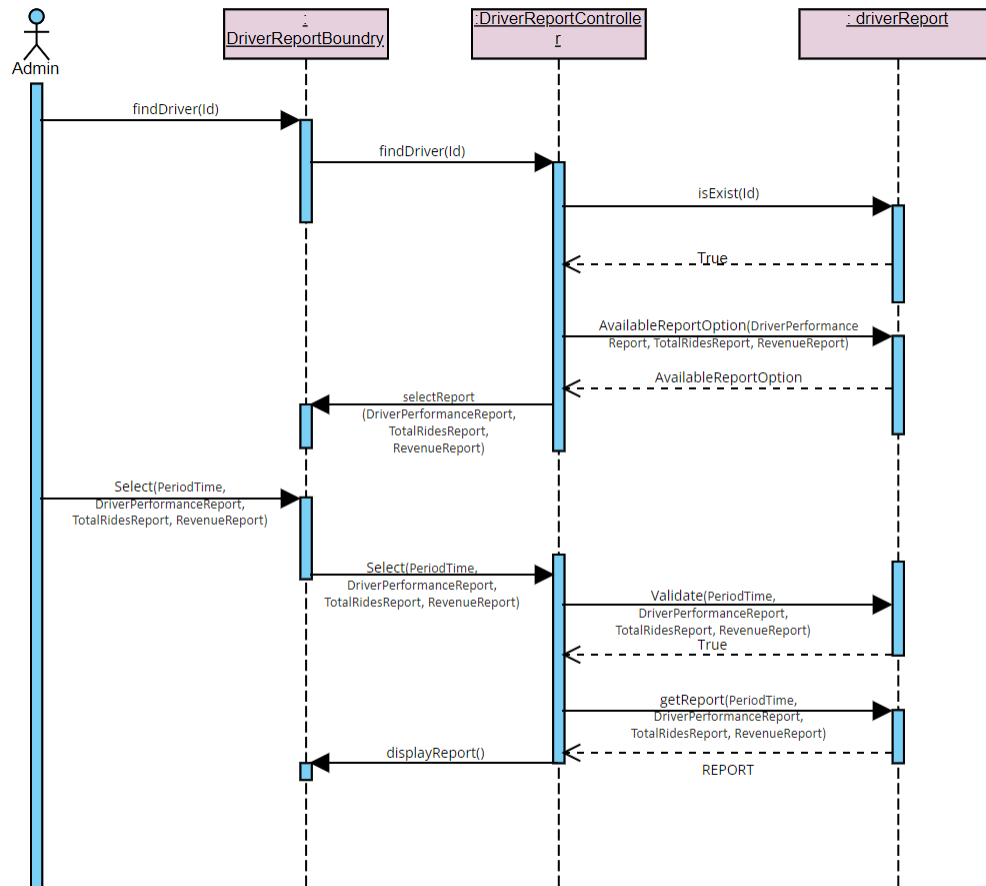 :
DriverReportBoundry
:DriverReportControlle
r
: driverReport
Admin
findDriver(Id)
findDriver(Id)
isExist(Id)
True
AvailableReportOption(DriverPerformance
Report, TotalRidesReport, RevenueReport)
AvailableReportOption
selectReport
(DriverPerformanceReport,
TotalRidesReport,
RevenueReport)
Select(PeriodTime,
DriverPerformanceReport,
TotalRidesReport, RevenueReport)
Select(PeriodTime,
DriverPerformanceReport,
TotalRidesReport, RevenueReport)
Validate(PeriodTime,
DriverPerformanceReport,
TotalRidesReport, RevenueReport)
True
getReport(PeriodTime,
DriverPerformanceReport,
TotalRidesReport, RevenueReport)
displayReport()
REPORT